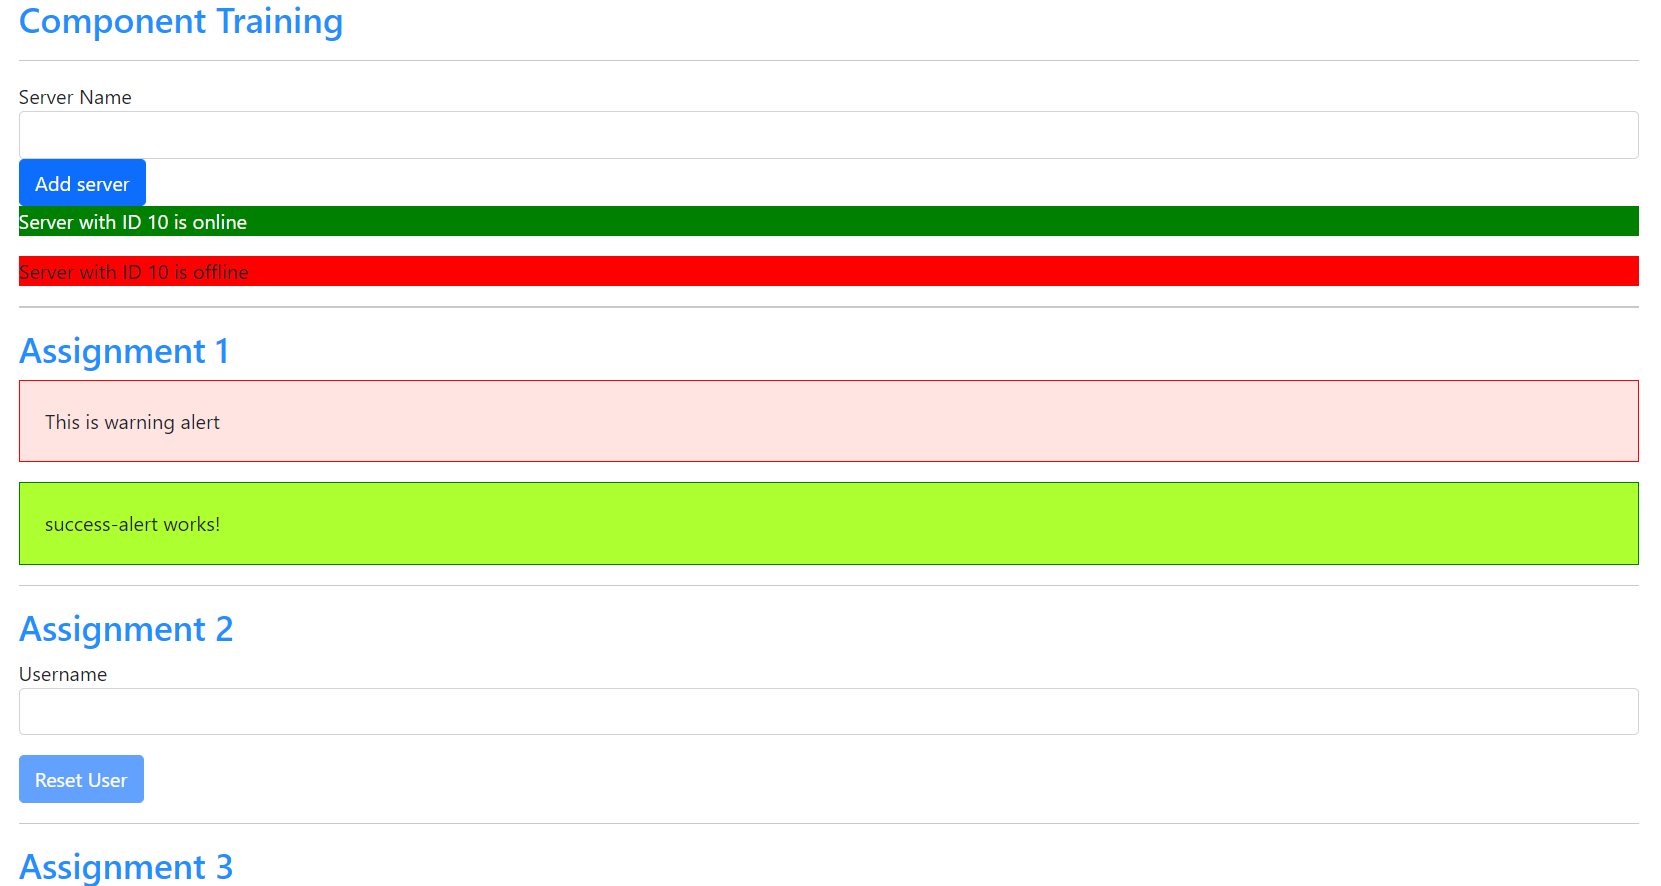 Component Training
Server Name
Add server
Server with ID 10 is online
Server with ID 10 is offline
Assignment 1
This is warning alert
success-alert works!
Assignment 2
Username
Reset User
Assignment 3